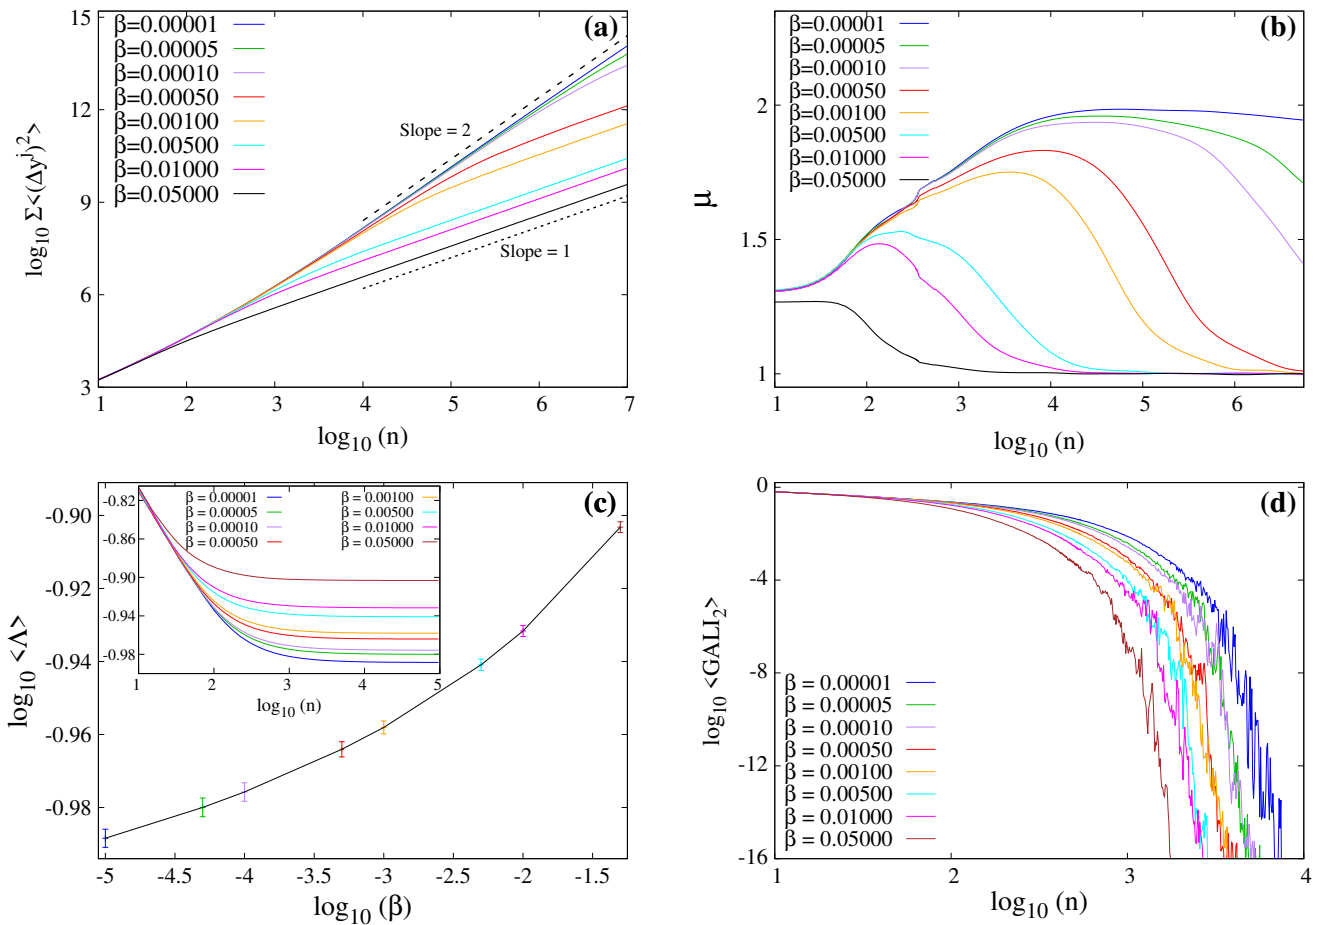 (a)
15
12
9
6
3
1
2
3
4
5
6
7
log10 Σ<(Δy^j)^2>
log10 (n)
β=0.00001
β=0.00005
β=0.00010
β=0.00050
β=0.00100
β=0.00500
β=0.01000
β=0.05000
Slope = 2
Slope = 1
(b)
2
1.5
1
1
2
3
4
5
6
μ
log10 (n)
β=0.00001
β=0.00005
β=0.00010
β=0.00050
β=0.00100
β=0.00500
β=0.01000
β=0.05000
(c)
-0.90
-0.92
-0.94
-0.96
-0.98
-5
-4.5
-4
-3.5
-3
-2.5
-2
-1.5
log10 <Λ>
log10 (β)
-0.82
-0.86
-0.90
-0.94
-0.98
1
2
3
4
5
log10 (n)
β = 0.00001
β = 0.00005
β = 0.00010
β = 0.00050
β = 0.00100
β = 0.00500
β = 0.01000
β = 0.05000
(d)
0
-4
-8
-12
-16
1
2
3
4
log10 <GALI2>
log10 (n)
β = 0.00001
β = 0.00005
β = 0.00010
β = 0.00050
β = 0.00100
β = 0.00500
β = 0.01000
β = 0.05000